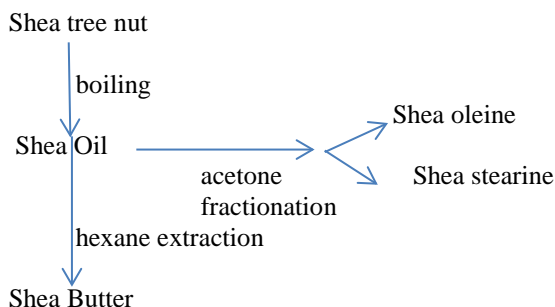 Shea tree nut
boiling
Shea Oil
Shea oleine
acetone
fractionation
Shea stearine
hexane extraction
Shea Butter